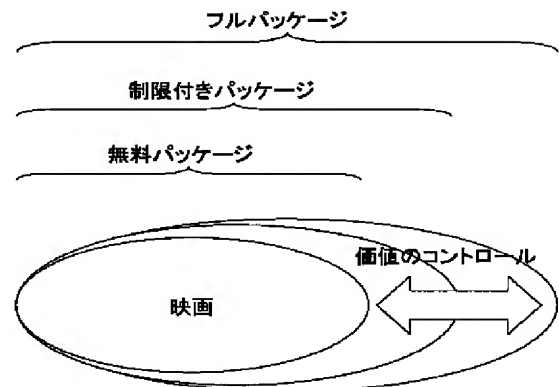 フルパッケージ
制限付きパッケージ
無料パッケージ
価値のコントロール
映画